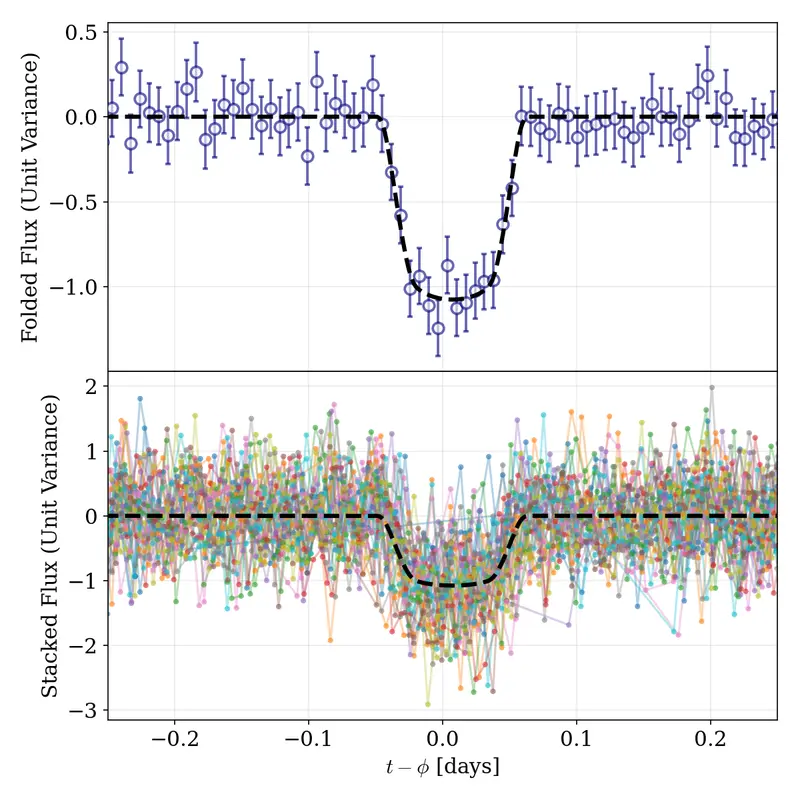 0.5
0.0
−0.5
−1.0
Folded Flux (Unit Variance)
2
1
0
−1
−2
−3
Stacked Flux (Unit Variance)
−0.2 −0.1 0.0 0.1 0.2
t − ϕ [days]